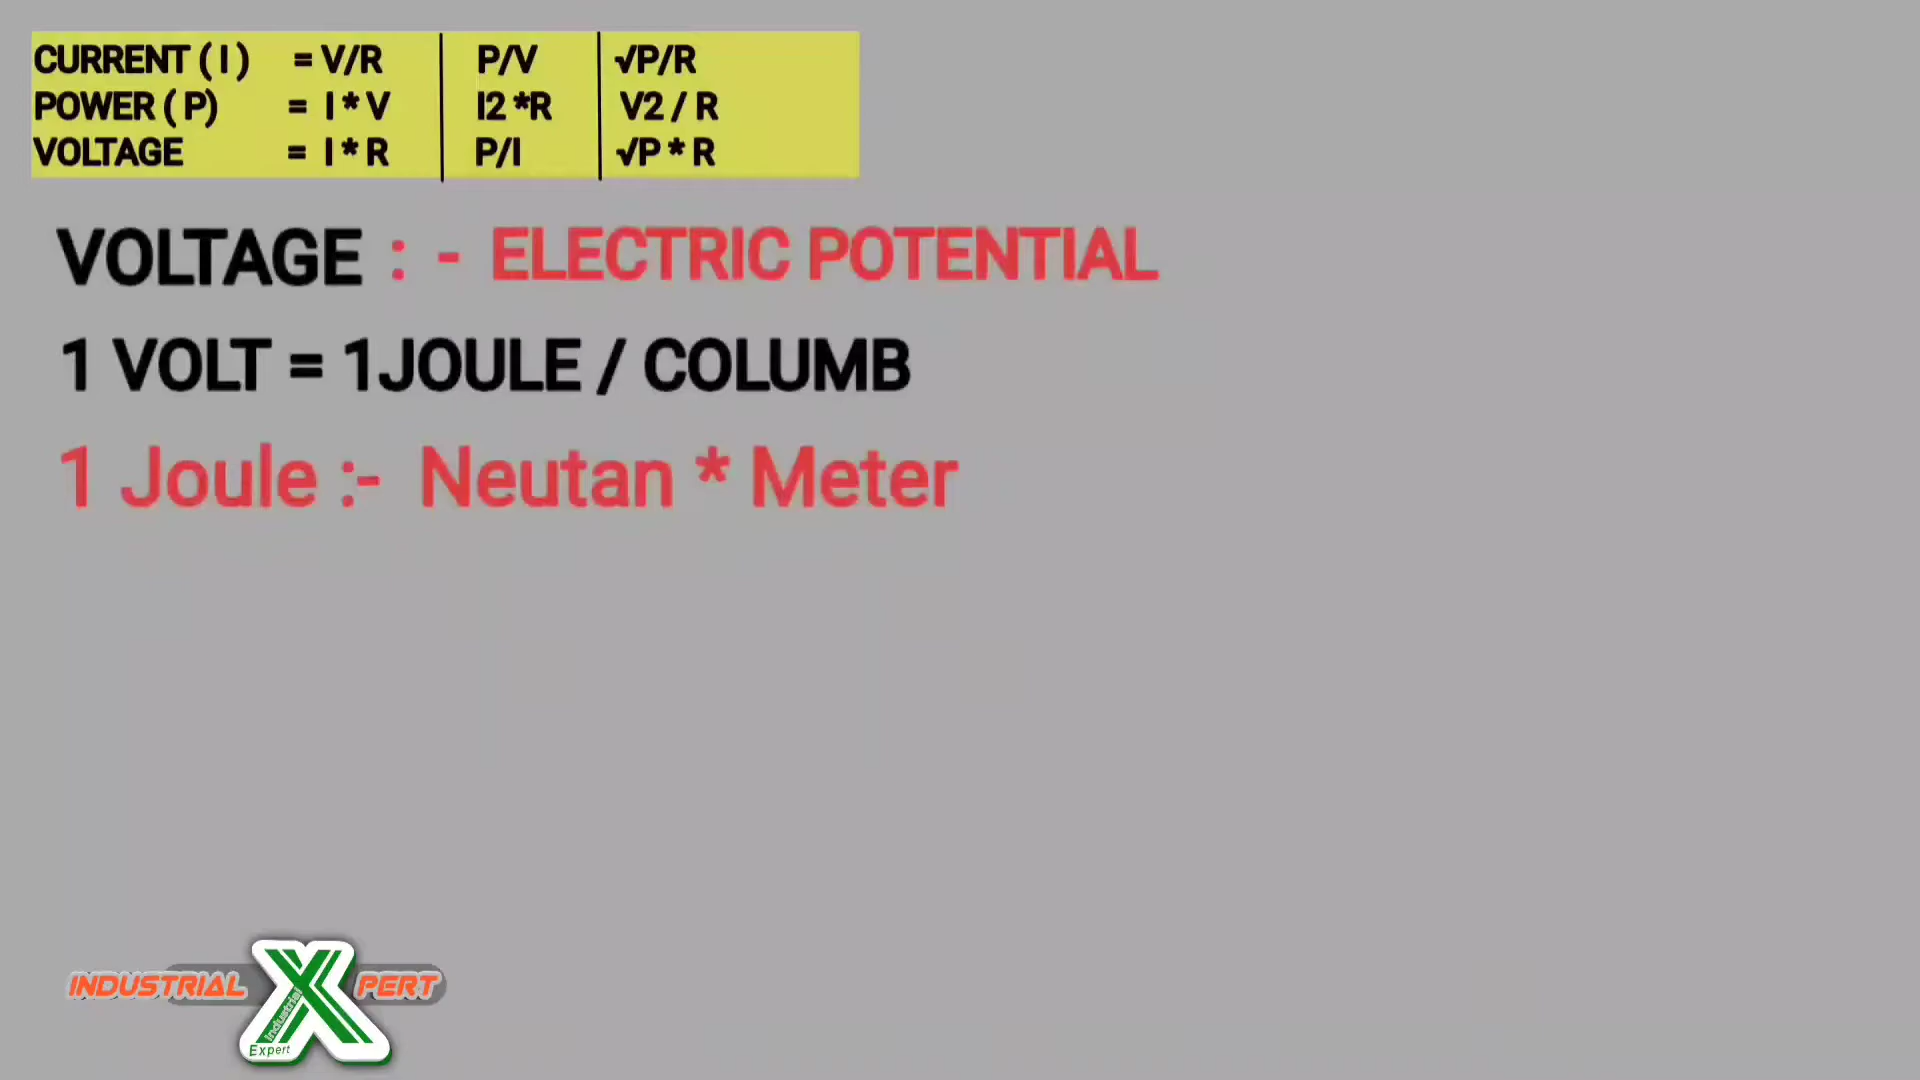 CURRENT ( I ) = V/R P/V √P/R
POWER ( P) = I * V I2 *R V2 / R
VOLTAGE = I * R P/I √P * R
VOLTAGE : - ELECTRIC POTENTIAL
1 VOLT = 1JOULE / COLUMB
1 Joule :- Neutan * Meter
INDUSTRIAL X PERT
Industrial
Expert